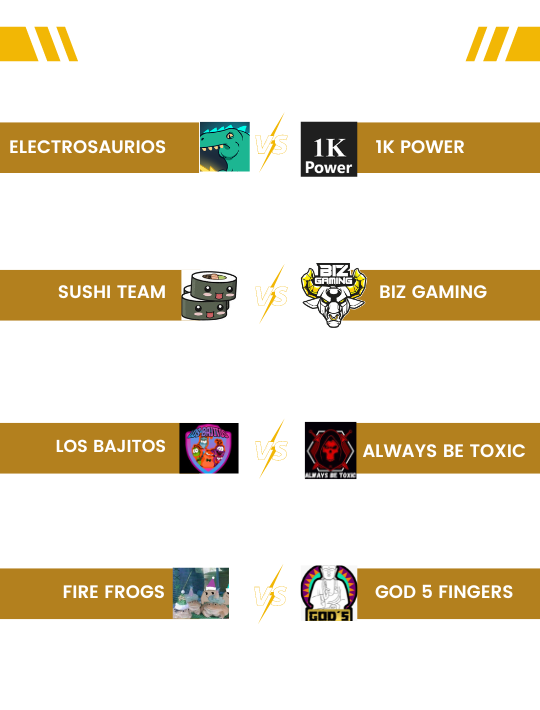 ELECTROSAURIOS
VS
1K
Power
1K POWER
SUSHI TEAM
VS
BIZ
GAMING
BIZ GAMING
LOS BAJITOS
VS
ALWAYS BE TOXIC
ALWAYS BE TOXIC
FIRE FROGS
VS
GOD'S
GOD 5 FINGERS